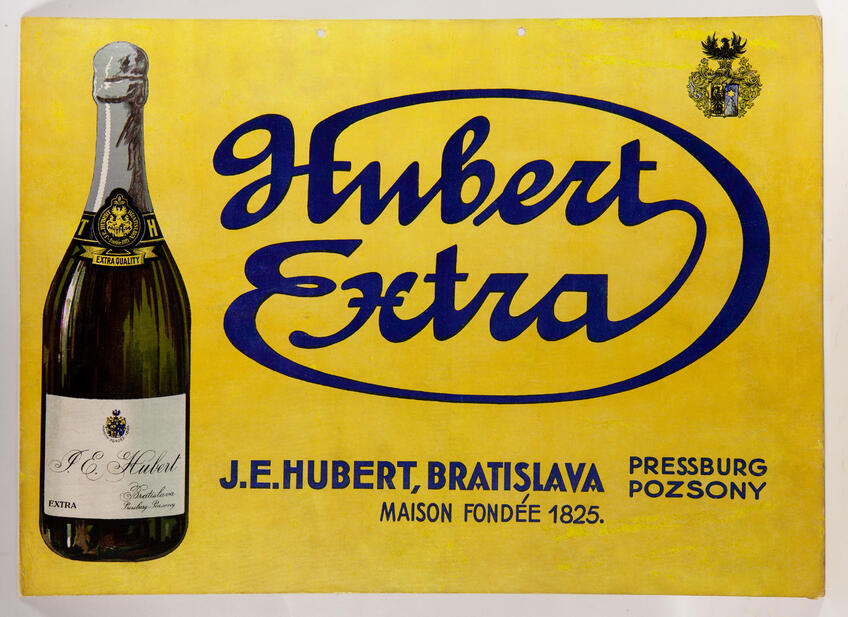 Hubert
Extra
J.E.HUBERT, BRATISLAVA
MAISON FONDÉE 1825.
PRESSBURG
POZSONY
H
EXTRA QUALITY
J. E. Hubert
Bratislava
Pressburg-Pozsony
EXTRA